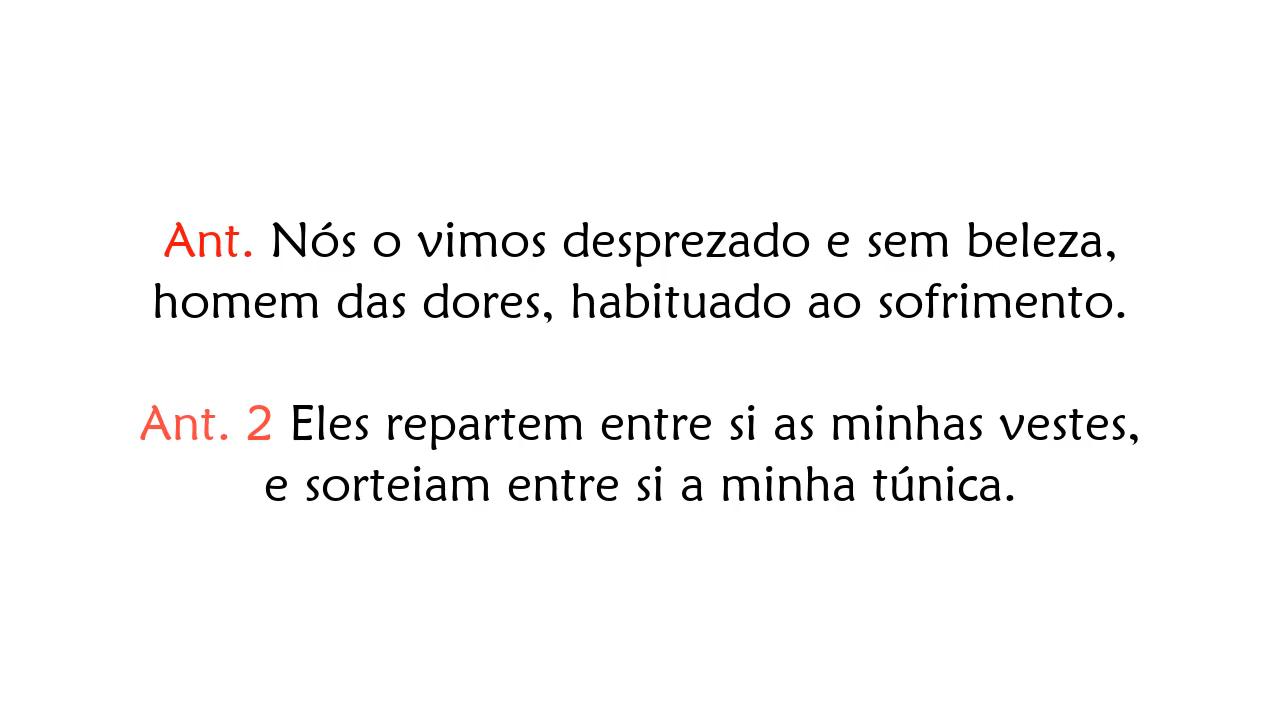 Ant. Nós o vimos desprezado e sem beleza,
homem das dores, habituado ao sofrimento.
Ant. 2 Eles repartem entre si as minhas vestes,
e sorteiam entre si a minha túnica.